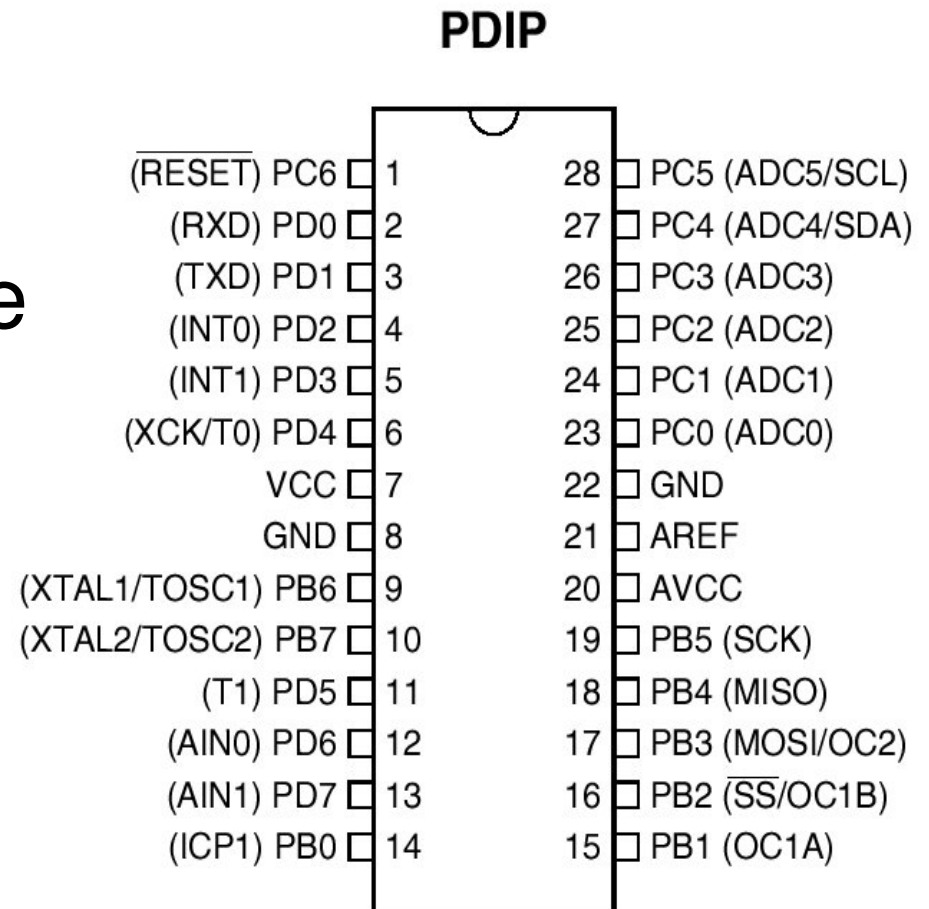 PDIP
(RESET) PC6 1 28 PC5 (ADC5/SCL)
(RXD) PD0 2 27 PC4 (ADC4/SDA)
(TXD) PD1 3 26 PC3 (ADC3)
e
(INT0) PD2 4 25 PC2 (ADC2)
(INT1) PD3 5 24 PC1 (ADC1)
(XCK/T0) PD4 6 23 PC0 (ADC0)
VCC 7 22 GND
GND 8 21 AREF
(XTAL1/TOSC1) PB6 9 20 AVCC
(XTAL2/TOSC2) PB7 10 19 PB5 (SCK)
(T1) PD5 11 18 PB4 (MISO)
(AIN0) PD6 12 17 PB3 (MOSI/OC2)
(AIN1) PD7 13 16 PB2 (SS/OC1B)
(ICP1) PB0 14 15 PB1 (OC1A)